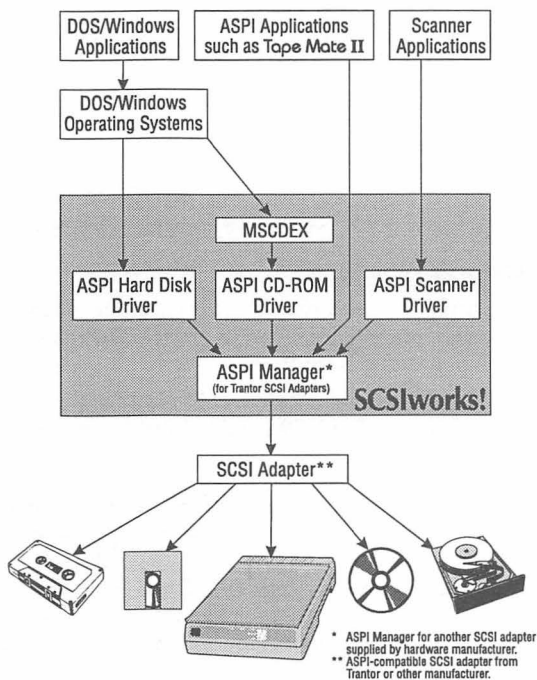 DOS/Windows
Applications
ASPI Applications
such as Tape Mate II
Scanner
Applications
DOS/Windows
Operating Systems
MSCDEX
ASPI Hard Disk
Driver
ASPI CD-ROM
Driver
ASPI Scanner
Driver
ASPI Manager*
(for Trantor SCSI Adapters)
SCSIworks!
SCSI Adapter**
* ASPI Manager for another SCSI adapter
supplied by hardware manufacturer.
** ASPI-compatible SCSI adapter from
Trantor or other manufacturer.